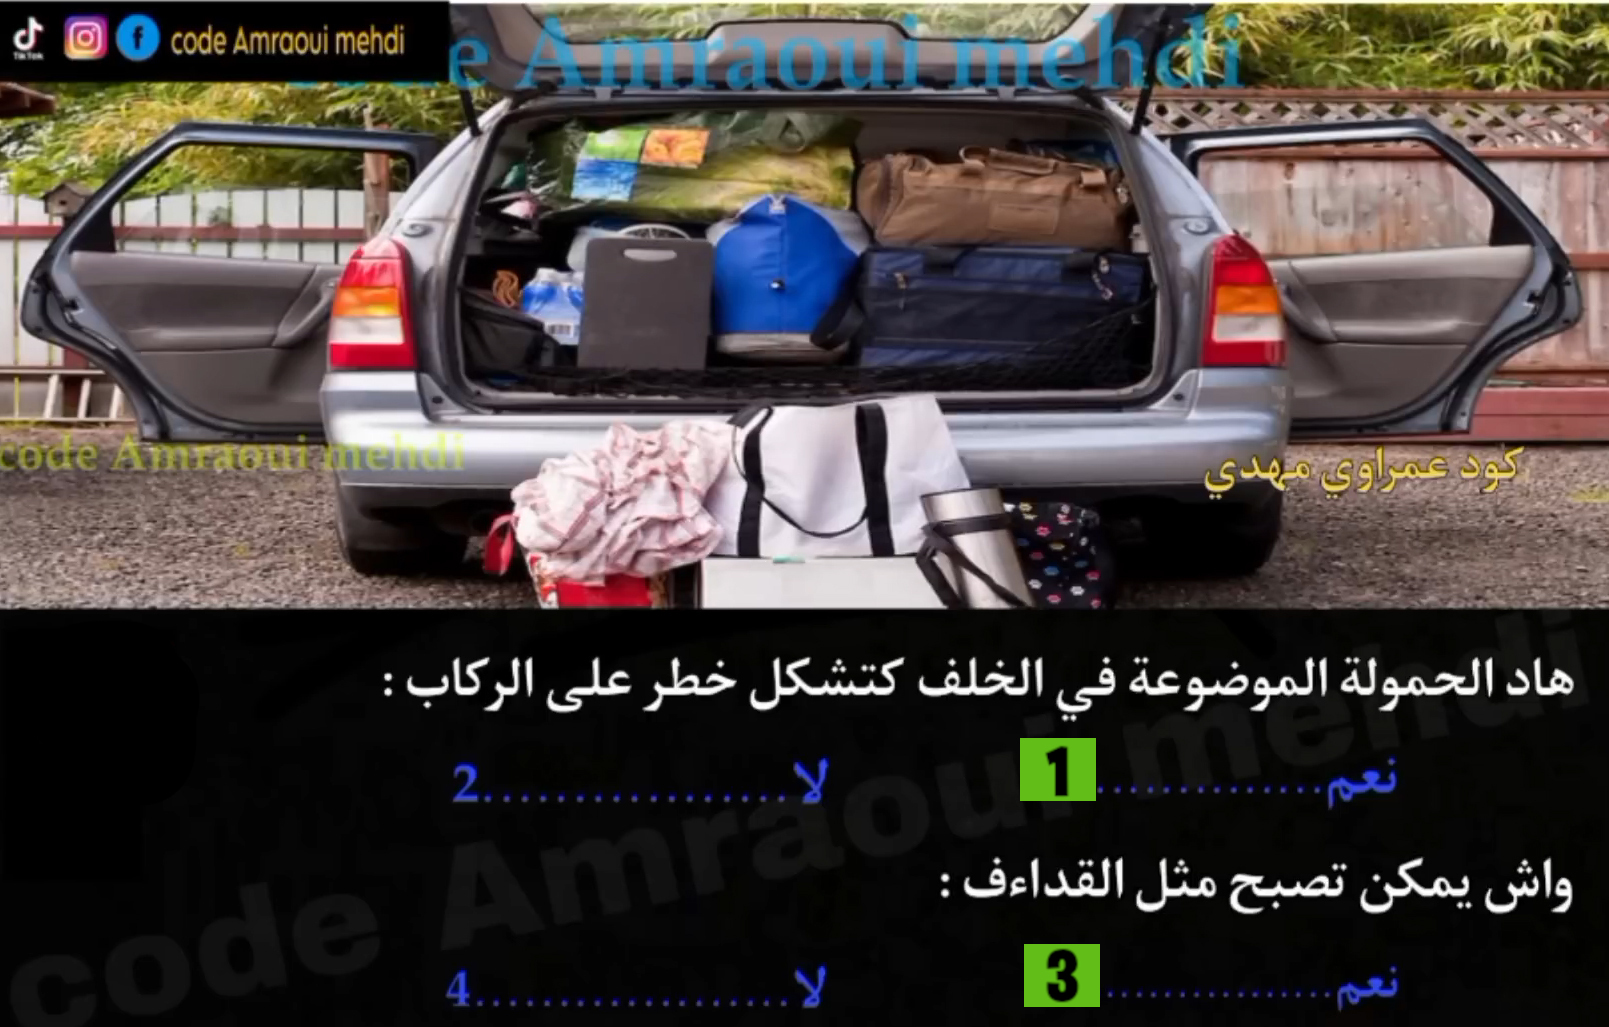 TikTok
code Amraoui mehdi
code Amraoui mehdi
code Amraoui mehdi
كود عمراوي مهدي
هاد الحمولة الموضوعة في الخلف كتشكل خطر على الركاب :
نعم..............1 لا..................2
واش يمكن تصبح مثل القداءف :
نعم................3 لا...................4
code Amraoui mehdi